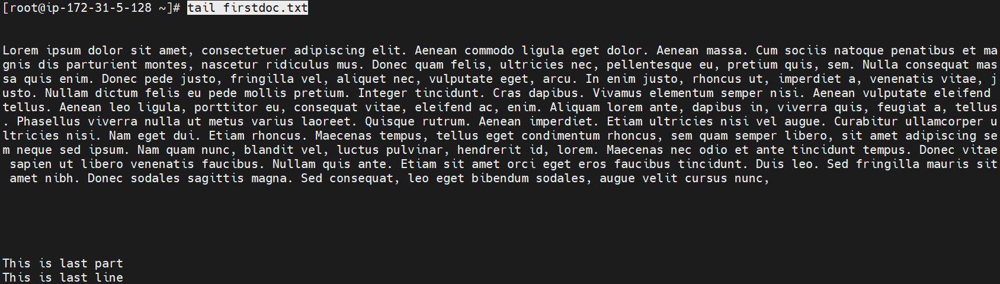 [root@ip-172-31-5-128 ~]# tail firstdoc.txt
Lorem ipsum dolor sit amet, consectetuer adipiscing elit. Aenean commodo ligula eget dolor. Aenean massa. Cum sociis natoque penatibus et ma
gnis dis parturient montes, nascetur ridiculus mus. Donec quam felis, ultricies nec, pellentesque eu, pretium quis, sem. Nulla consequat mas
sa quis enim. Donec pede justo, fringilla vel, aliquet nec, vulputate eget, arcu. In enim justo, rhoncus ut, imperdiet a, venenatis vitae, j
usto. Nullam dictum felis eu pede mollis pretium. Integer tincidunt. Cras dapibus. Vivamus elementum semper nisi. Aenean vulputate eleifend
tellus. Aenean leo ligula, porttitor eu, consequat vitae, eleifend ac, enim. Aliquam lorem ante, dapibus in, viverra quis, feugiat a, tellus
. Phasellus viverra nulla ut metus varius laoreet. Quisque rutrum. Aenean imperdiet. Etiam ultricies nisi vel augue. Curabitur ullamcorper u
ltricies nisi. Nam eget dui. Etiam rhoncus. Maecenas tempus, tellus eget condimentum rhoncus, sem quam semper libero, sit amet adipiscing se
m neque sed ipsum. Nam quam nunc, blandit vel, luctus pulvinar, hendrerit id, lorem. Maecenas nec odio et ante tincidunt tempus. Donec vitae
 sapien ut libero venenatis faucibus. Nullam quis ante. Etiam sit amet orci eget eros faucibus tincidunt. Duis leo. Sed fringilla mauris sit
 amet nibh. Donec sodales sagittis magna. Sed consequat, leo eget bibendum sodales, augue velit cursus nunc,
This is last part
This is last line